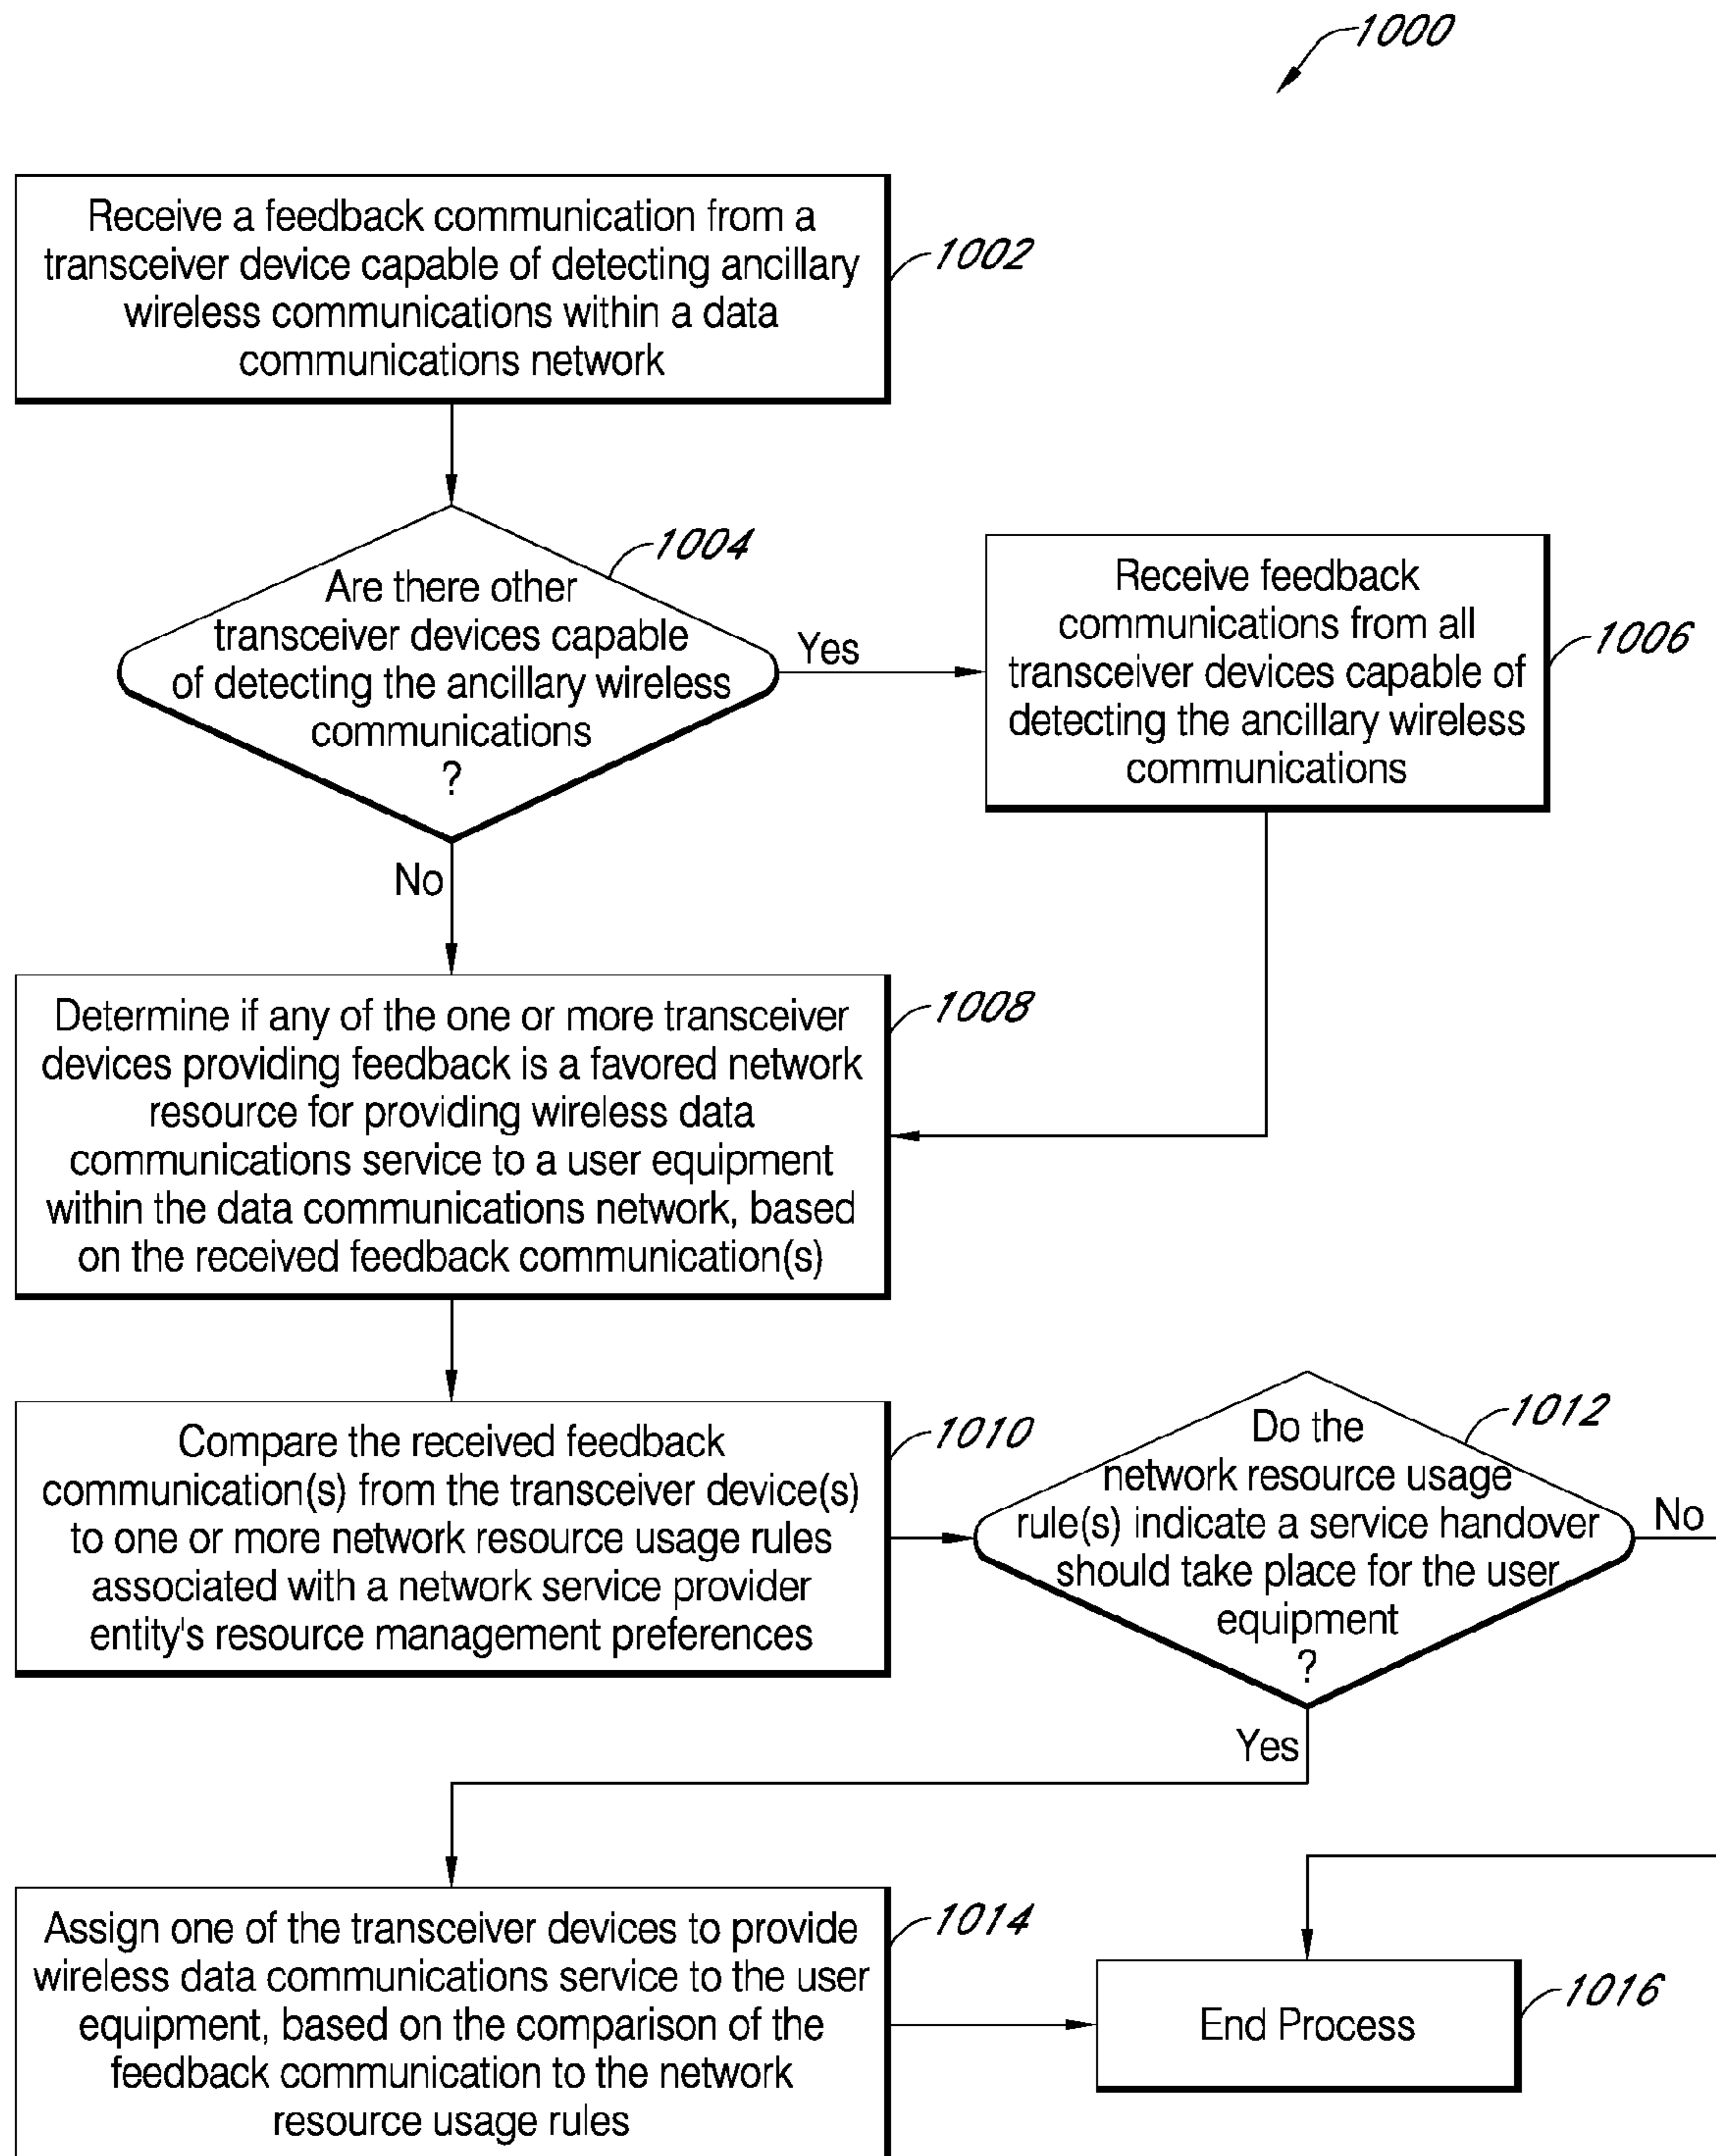 1000
Receive a feedback communication from a
transceiver device capable of detecting ancillary
wireless communications within a data
communications network
1002
1004
Are there other
transceiver devices capable
of detecting the ancillary wireless
communications
?
Yes
No
Receive feedback
communications from all
transceiver devices capable of
detecting the ancillary wireless
communications
1006
Determine if any of the one or more transceiver
devices providing feedback is a favored network
resource for providing wireless data
communications service to a user equipment
within the data communications network, based
on the received feedback communication(s)
1008
Compare the received feedback
communication(s) from the transceiver device(s)
to one or more network resource usage rules
associated with a network service provider
entity's resource management preferences
1010
1012
Do the
network resource usage
rule(s) indicate a service handover
should take place for the user
equipment
?
No
Yes
Assign one of the transceiver devices to provide
wireless data communications service to the user
equipment, based on the comparison of the
feedback communication to the network
resource usage rules
1014
End Process
1016